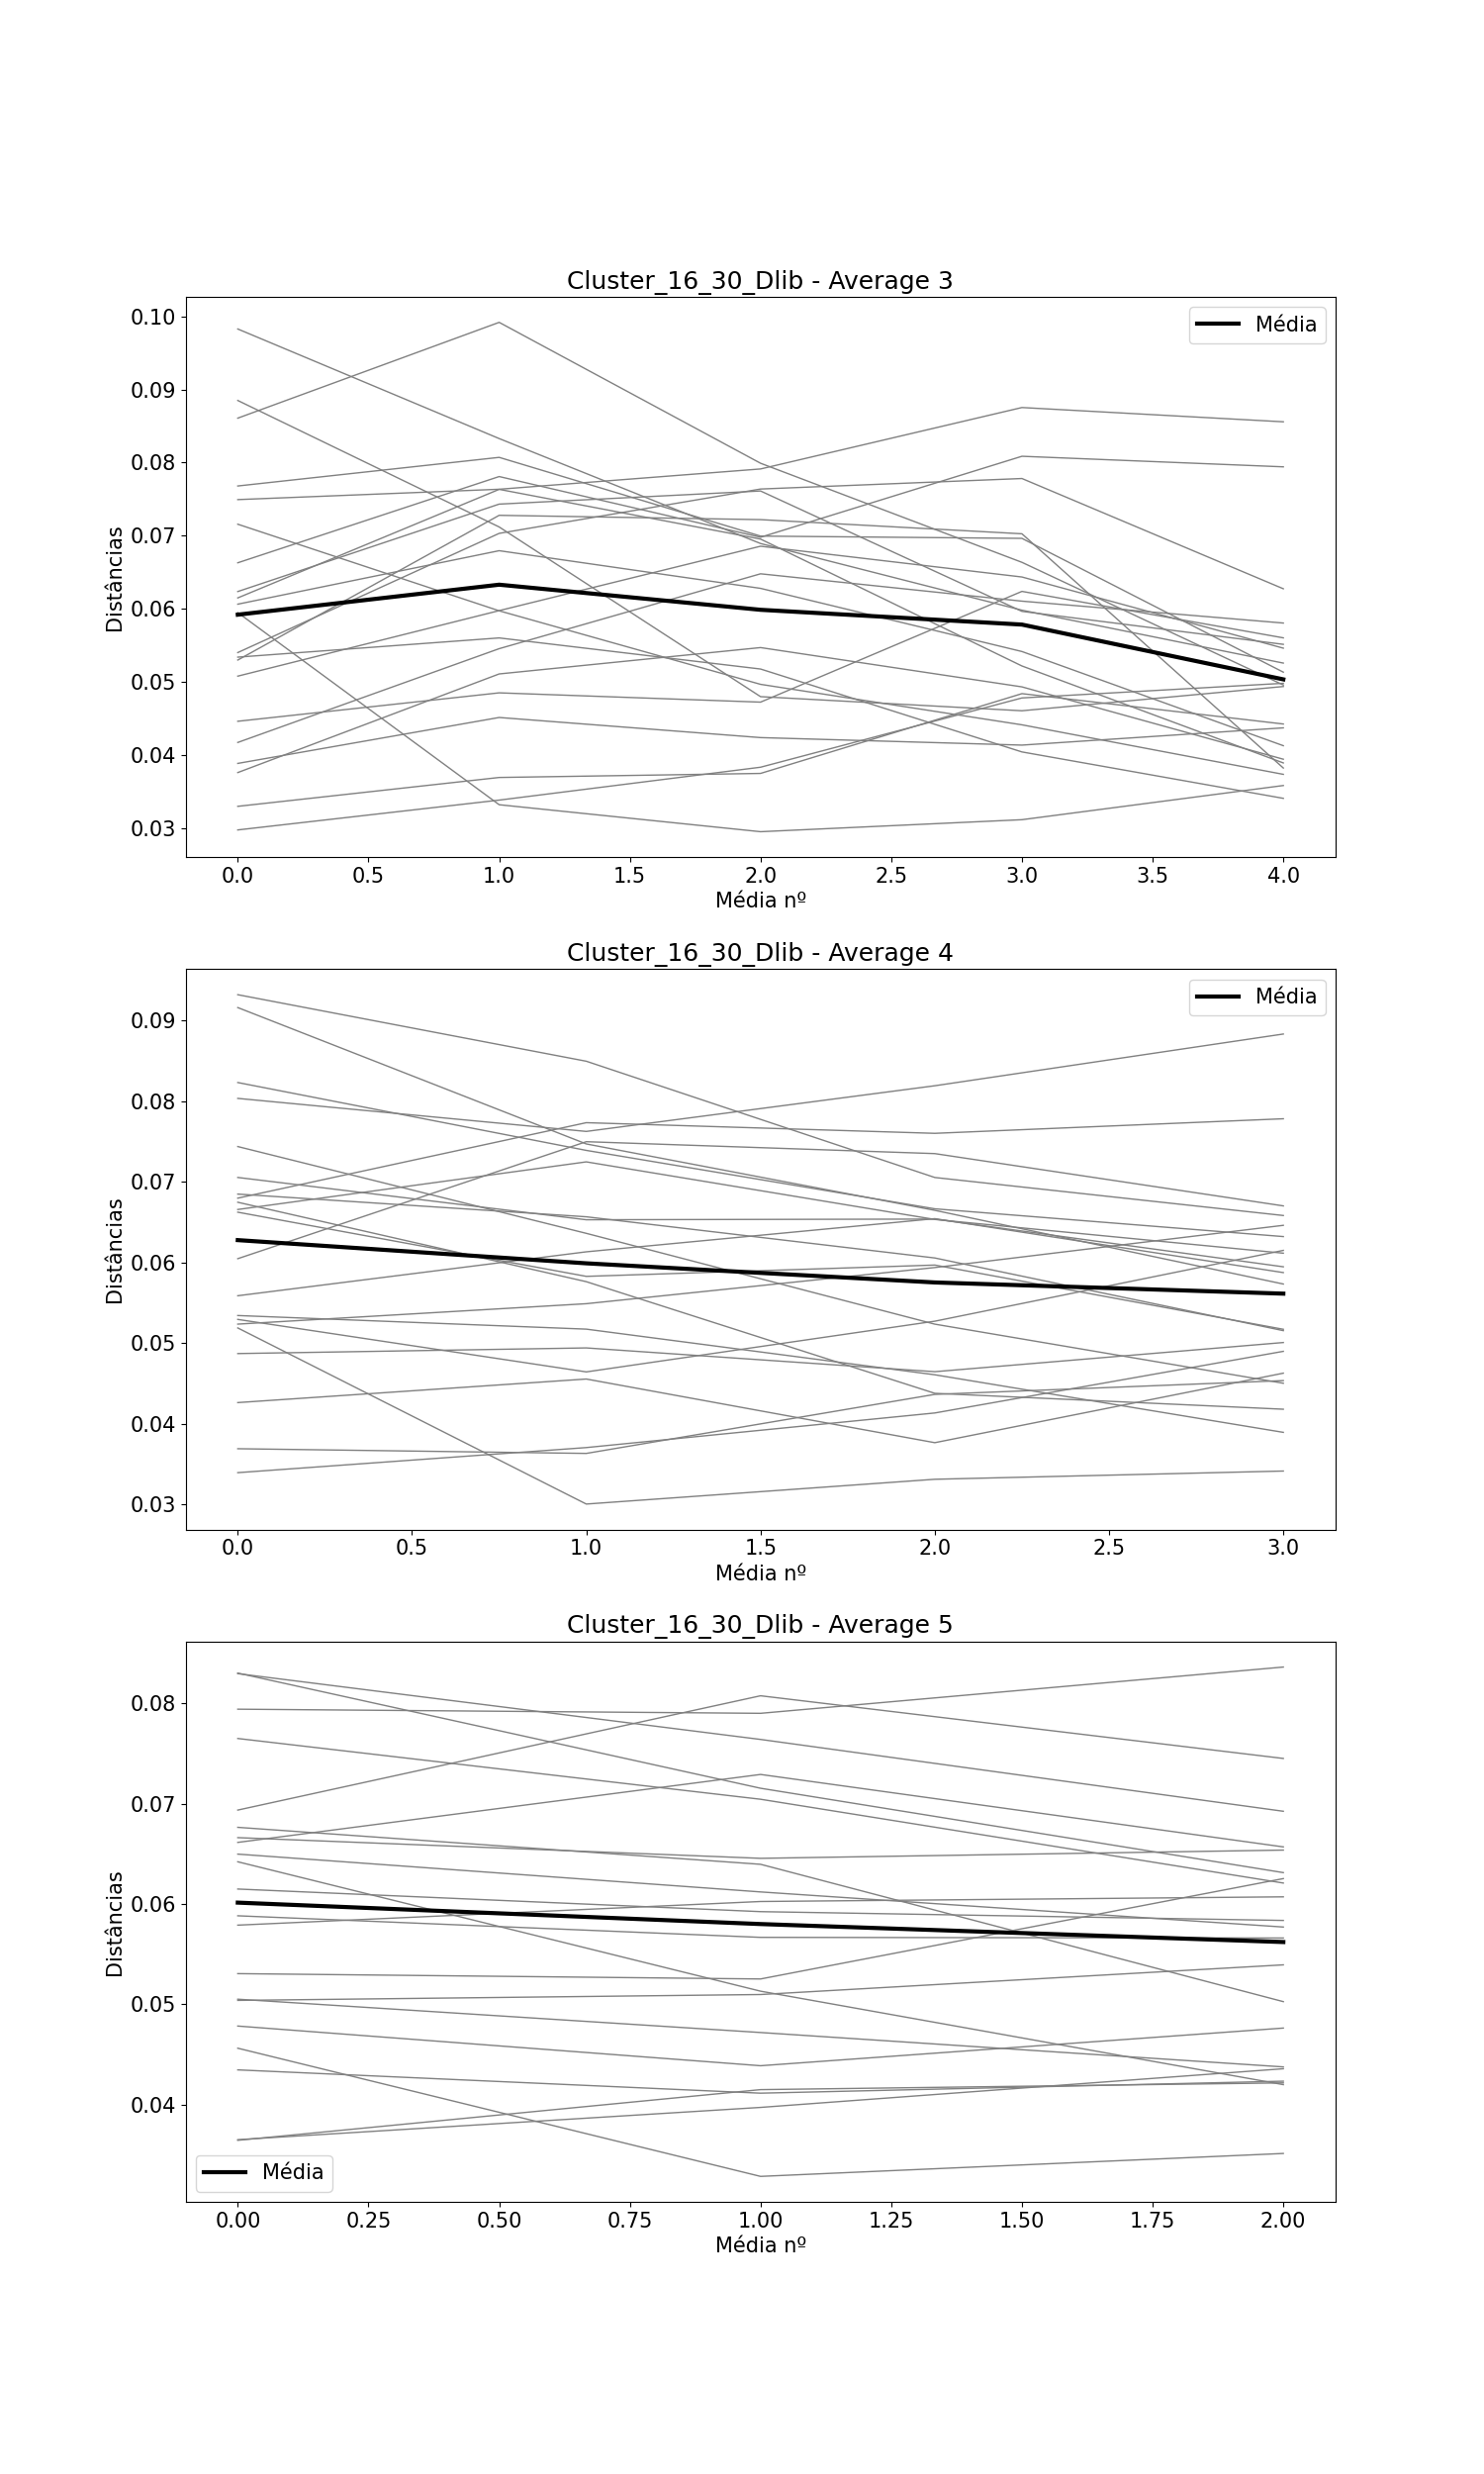 Cluster_16_30_Dlib - Average 3
Média
0.10
0.09
0.08
0.07
0.06
0.05
0.04
0.03
Distâncias
0.0 0.5 1.0 1.5 2.0 2.5 3.0 3.5 4.0
Média nº
Cluster_16_30_Dlib - Average 4
Média
0.09
0.08
0.07
0.06
0.05
0.04
0.03
Distâncias
0.0 0.5 1.0 1.5 2.0 2.5 3.0
Média nº
Cluster_16_30_Dlib - Average 5
0.08
0.07
0.06
0.05
0.04
Distâncias
Média
0.00 0.25 0.50 0.75 1.00 1.25 1.50 1.75 2.00
Média nº